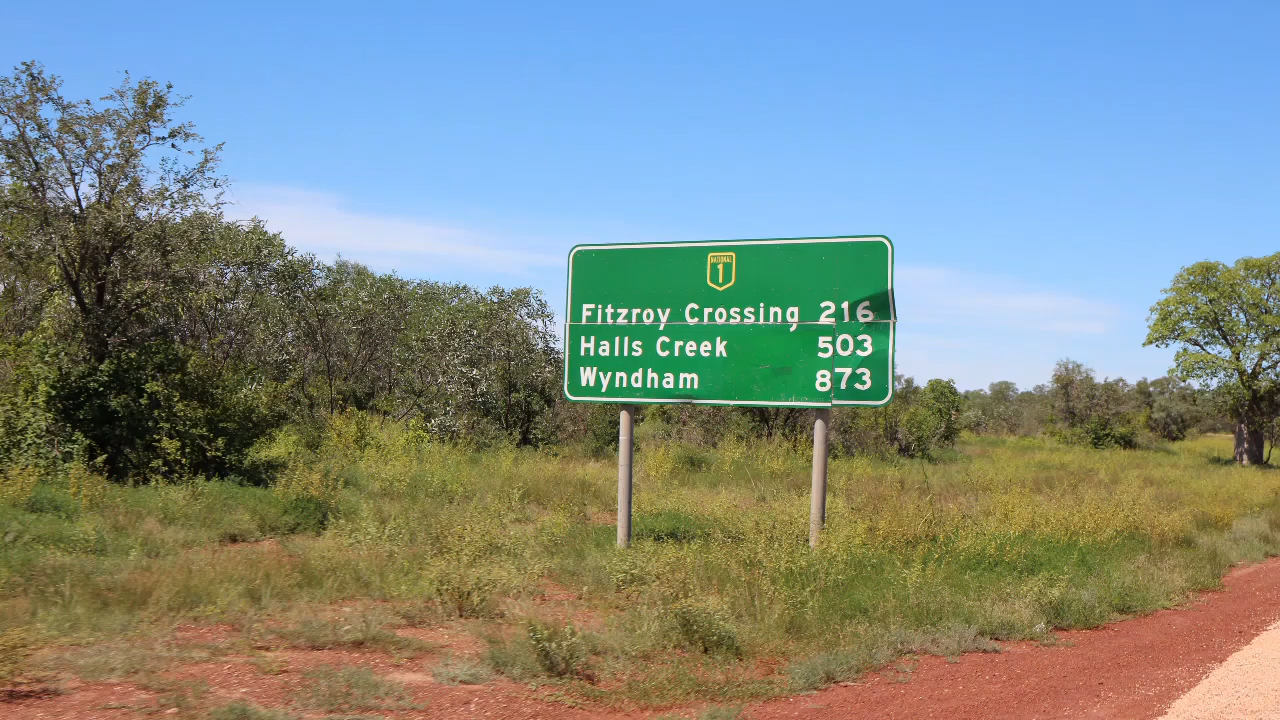 NATIONAL
1
Fitzroy Crossing 216
Halls Creek 503
Wyndham 873